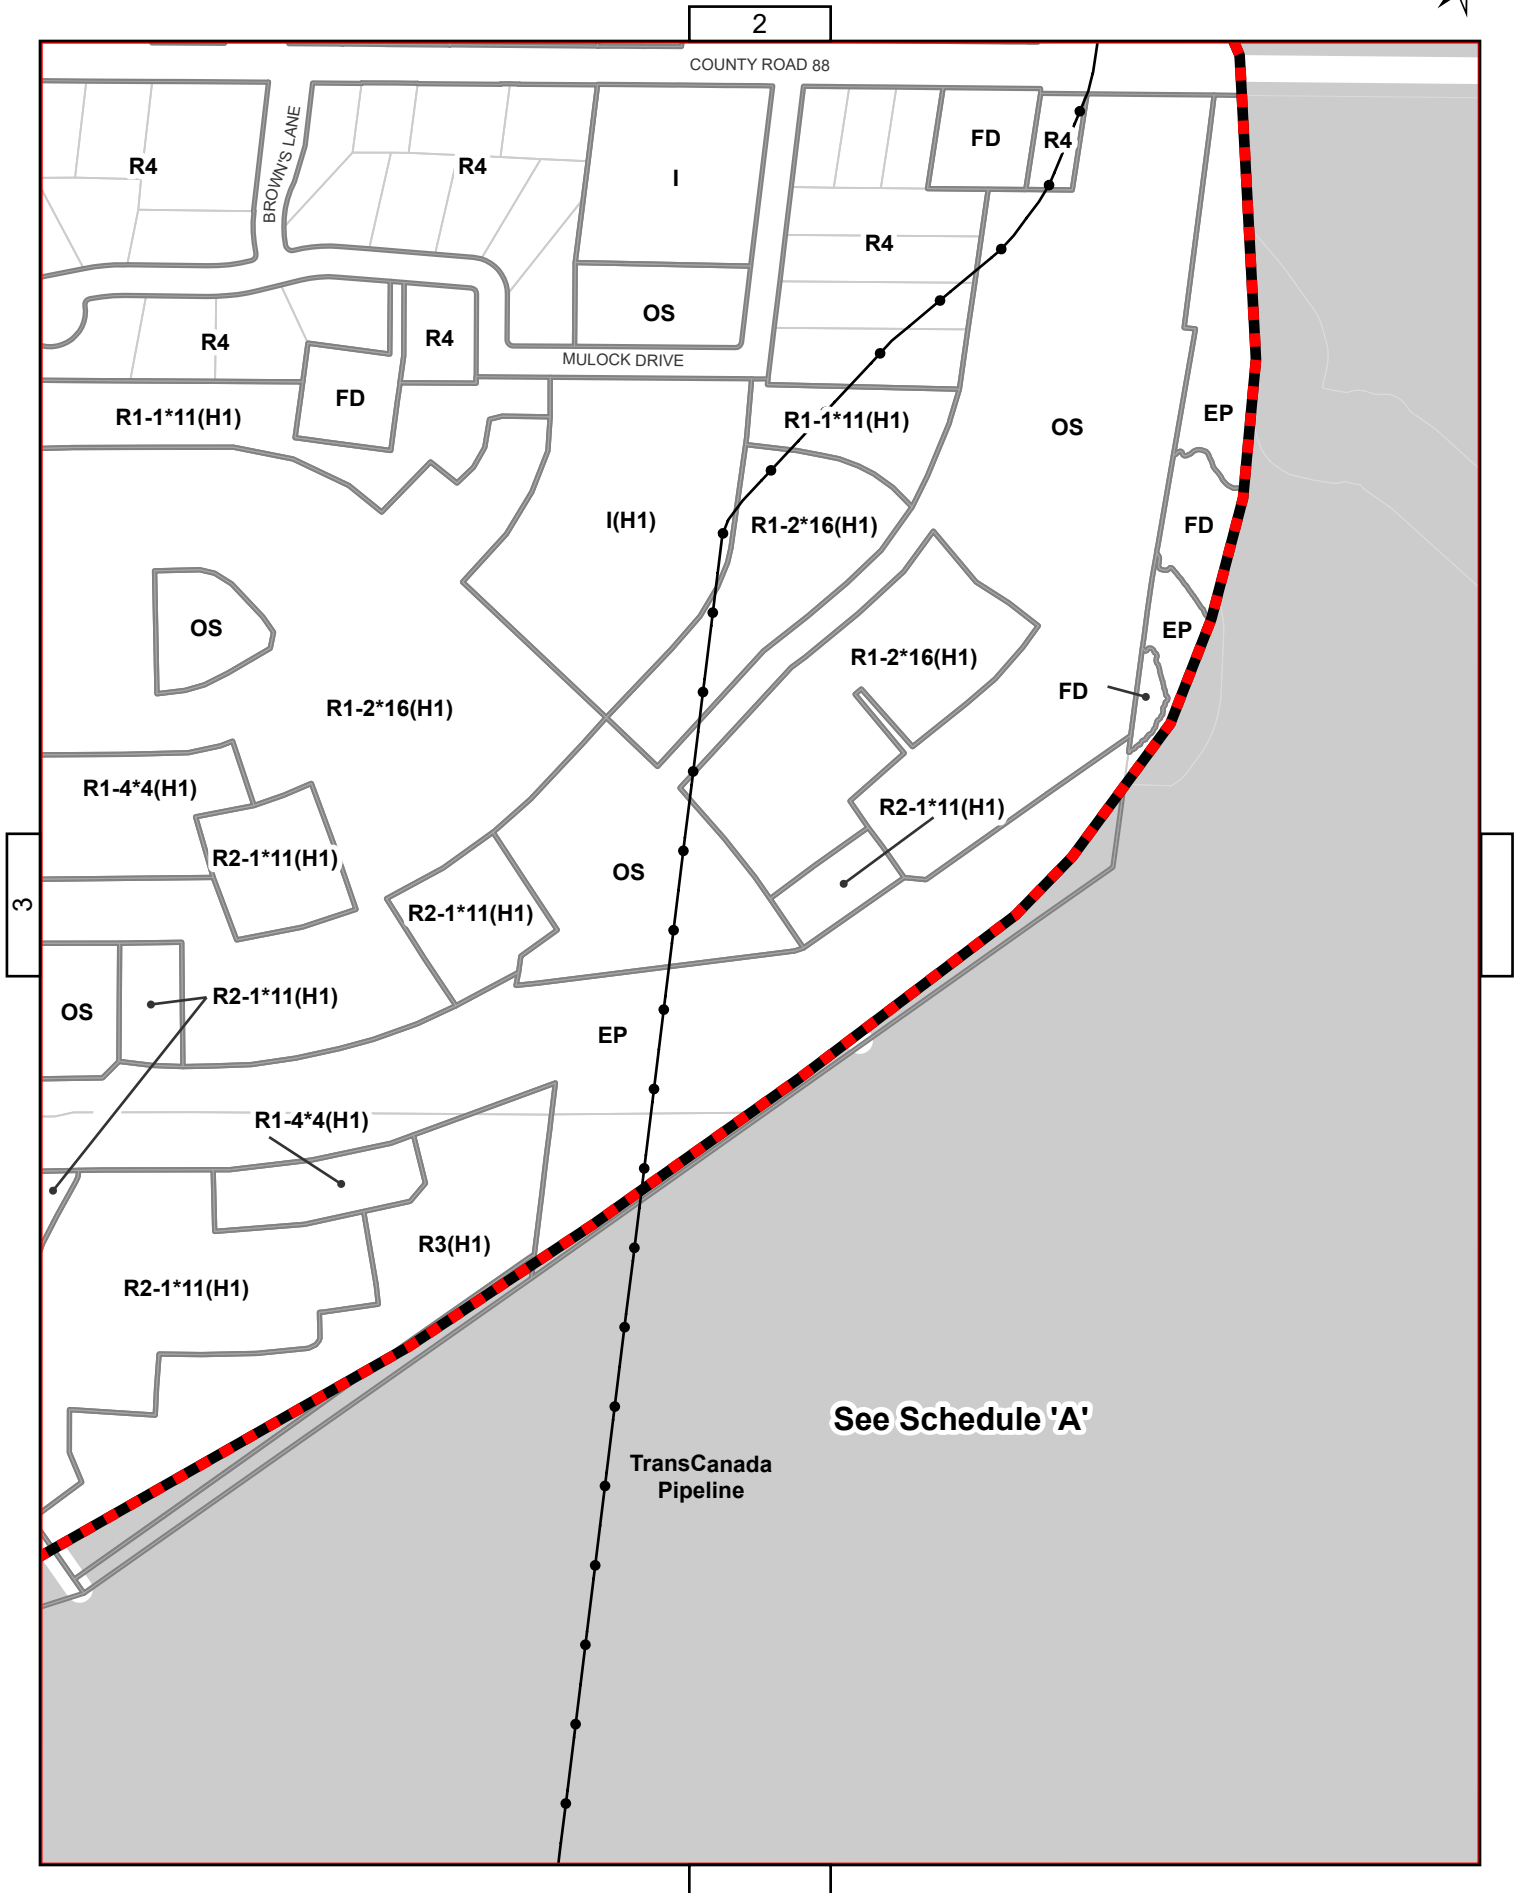 2
COUNTY ROAD 88
BROWN'S LANE
R4
R4
I
FD
R4
R4
OS
R4
R4
MULOCK DRIVE
FD
R1-1*11(H1)
R1-1*11(H1)
OS
EP
I(H1)
R1-2*16(H1)
FD
OS
EP
R1-2*16(H1)
FD
R1-2*16(H1)
R1-4*4(H1)
R2-1*11(H1)
R2-1*11(H1)
OS
R2-1*11(H1)
3
R2-1*11(H1)
OS
EP
R1-4*4(H1)
R3(H1)
R2-1*11(H1)
See Schedule 'A'
TransCanada
Pipeline